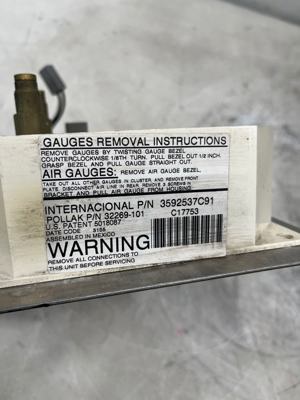 GAUGES REMOVAL INSTRUCTIONS
REMOVE GAUGES BY TWISTING GAUGE BEZEL
COUNTERCLOCKWISE 1/8TH TURN. PULL BEZEL OUT 1/2 INCH.
GRASP BEZEL AND PULL GAUGE STRAIGHT OUT.
AIR GAUGES: REMOVE AIR GAUGE BEZEL,
TAKE OUT ALL OTHER GAUGES IN CLUSTER, AND REMOVE FRONT
PLATE. DISCONNECT AIR LINE IN REAR. REMOVE 3 SCREWS IN
BRACKET AND PULL AIR GAUGE FROM HOUSING
INTERNACIONAL P/N 3592537C91
POLLAK P/N 32269-101 C17753
U.S. PATENT 5018087
DATE CODE 3155
ASSEMBLED IN MEXICO
WARNING
REMOVE ALL CONNECTIONS TO
THIS UNIT BEFORE SERVICING